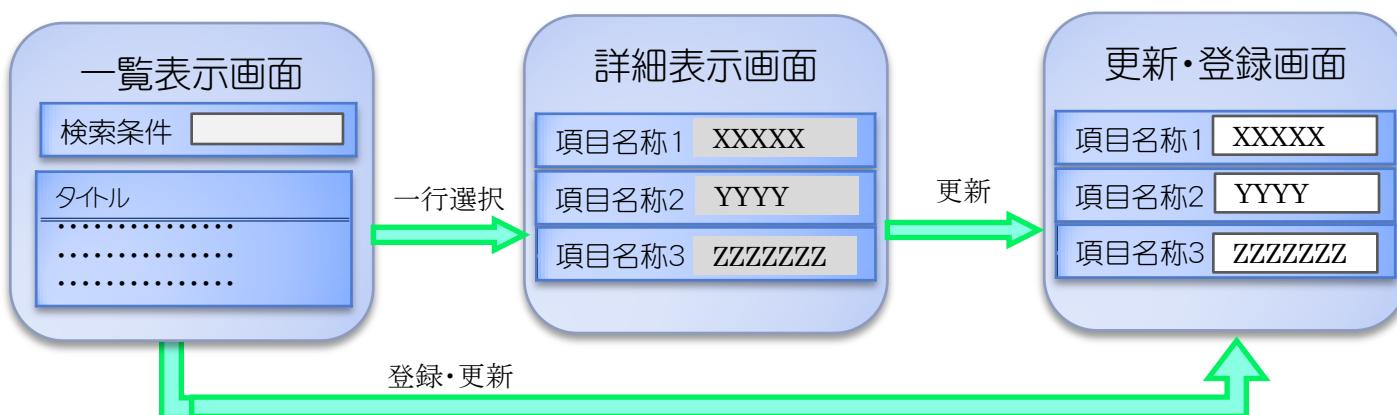 一覧表示画面
検索条件
タイトル
・・・・・・・・・・・・・・・
・・・・・・・・・・・・・・・
・・・・・・・・・・・・・・・
一行選択
詳細表示画面
項目名称1 XXXXX
項目名称2 YYYY
項目名称3 ZZZZZZZ
更新
更新・登録画面
項目名称1 XXXXX
項目名称2 YYYY
項目名称3 ZZZZZZZ
登録・更新